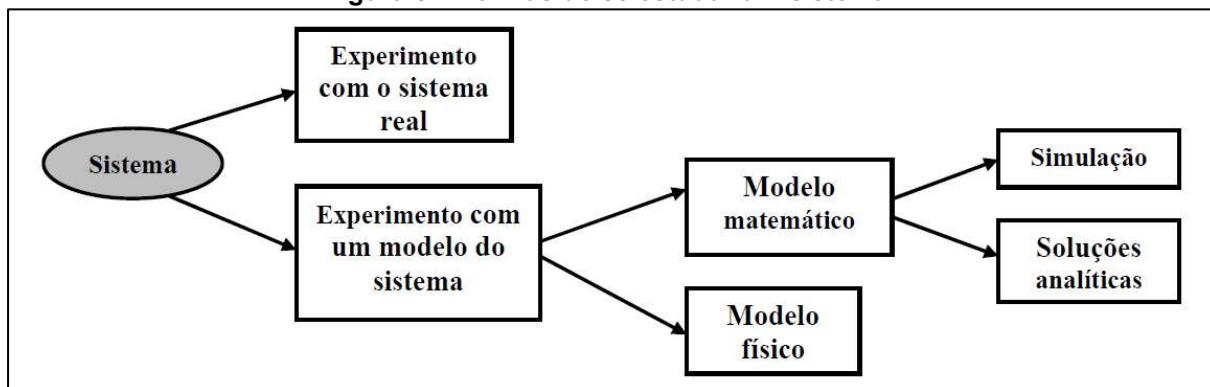 Experimento
com o sistema
real
Sistema
Experimento com
um modelo do
sistema
Modelo
matemático
Modelo
físico
Simulação
Soluções
analíticas